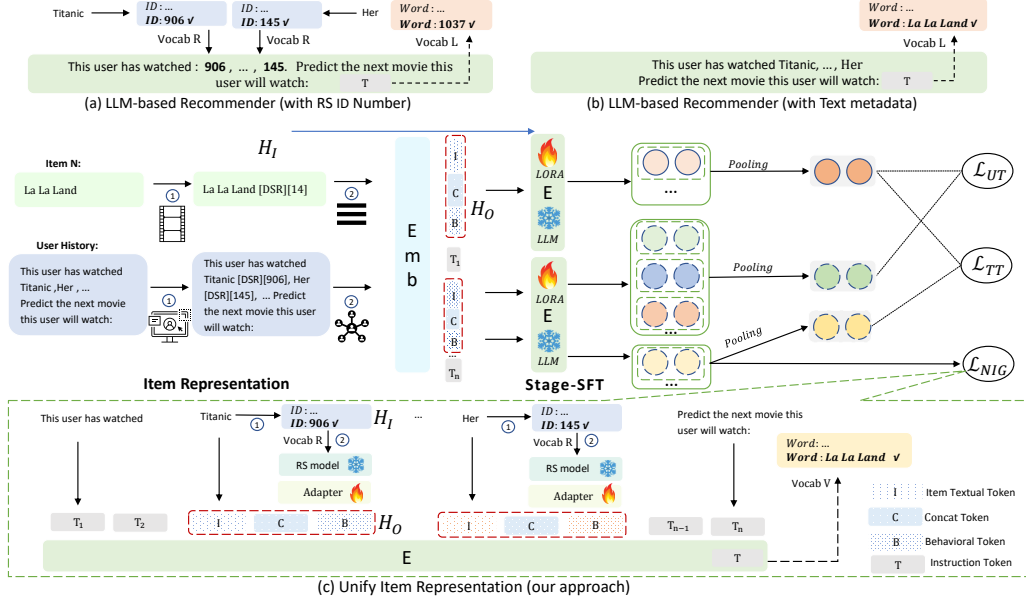 Titanic
ID: ...
ID: 906 √
ID: ...
ID: 145 √
Her
Word: ...
Word: 1037 √
Vocab R
Vocab R
Vocab L
This user has watched : 906 , ... , 145. Predict the next movie this
user will watch:
T
(a) LLM-based Recommender (with RS ID Number)
Word: ...
Word: La La Land √
Vocab L
This user has watched Titanic, ... , Her
Predict the next movie this user will watch:
T
(b) LLM-based Recommender (with Text metadata)
Item N:
La La Land
1
La La Land [DSR][14]
2
H_I
User History:
This user has watched
Titanic ,Her , ...
Predict the next movie
this user will watch:
1
This user has watched
Titanic [DSR][906], Her
[DSR][145], ... Predict
the next movie this user
will watch:
2
E
m
b
I
C
B
H_O
T_1
I
C
B
...
T_n
LORA
E
LLM
LORA
E
LLM
...
...
Pooling
Pooling
Pooling
L_UT
L_TT
L_NIG
Item Representation
Stage-SFT
This user has watched
Titanic
1
ID: ...
ID: 906 √
H_I
Vocab R
2
RS model
Adapter
...
Her
1
ID: ...
ID: 145 √
Vocab R
2
RS model
Adapter
Predict the next movie this
user will watch:
Word: ...
Word: La La Land √
Vocab V
T_1
T_2
I
C
B
H_O
I
C
B
T_{n−1}
T_n
E
T
I
Item Textual Token
C
Concat Token
B
Behavioral Token
T
Instruction Token
(c) Unify Item Representation (our approach)